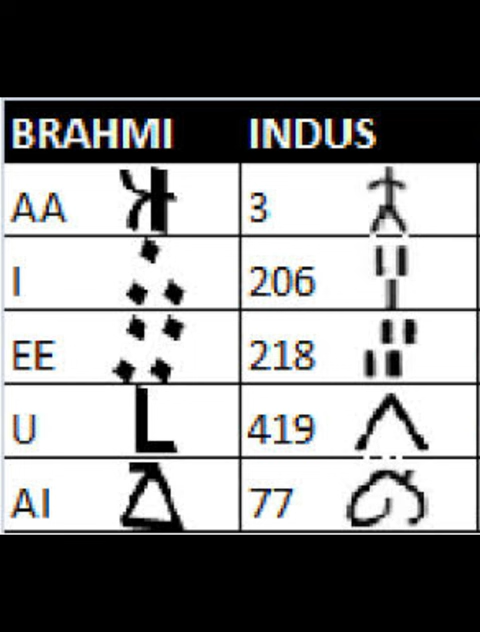 BRAHMI INDUS
AA 𑀆 3
I 𑀇 206
EE 218
U 𑀉 419
AI 𑀐 77